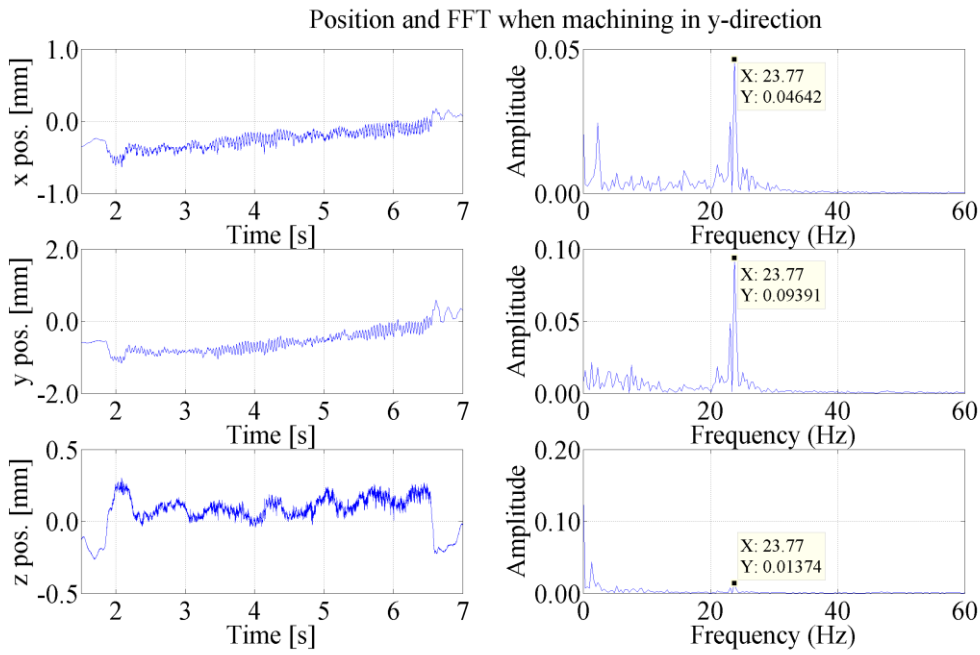 Position and FFT when machining in y-direction
x pos. [mm]
1.0
0.0
-1.0
2
3
4
5
6
7
Time [s]
Amplitude
0.05
0.00
0
20
40
60
Frequency (Hz)
X: 23.77
Y: 0.04642
y pos. [mm]
2.0
0.0
-2.0
2
3
4
5
6
7
Time [s]
Amplitude
0.10
0.05
0.00
0
20
40
60
Frequency (Hz)
X: 23.77
Y: 0.09391
z pos. [mm]
0.5
0.0
-0.5
2
3
4
5
6
7
Time [s]
Amplitude
0.20
0.10
0.00
0
20
40
60
Frequency (Hz)
X: 23.77
Y: 0.01374